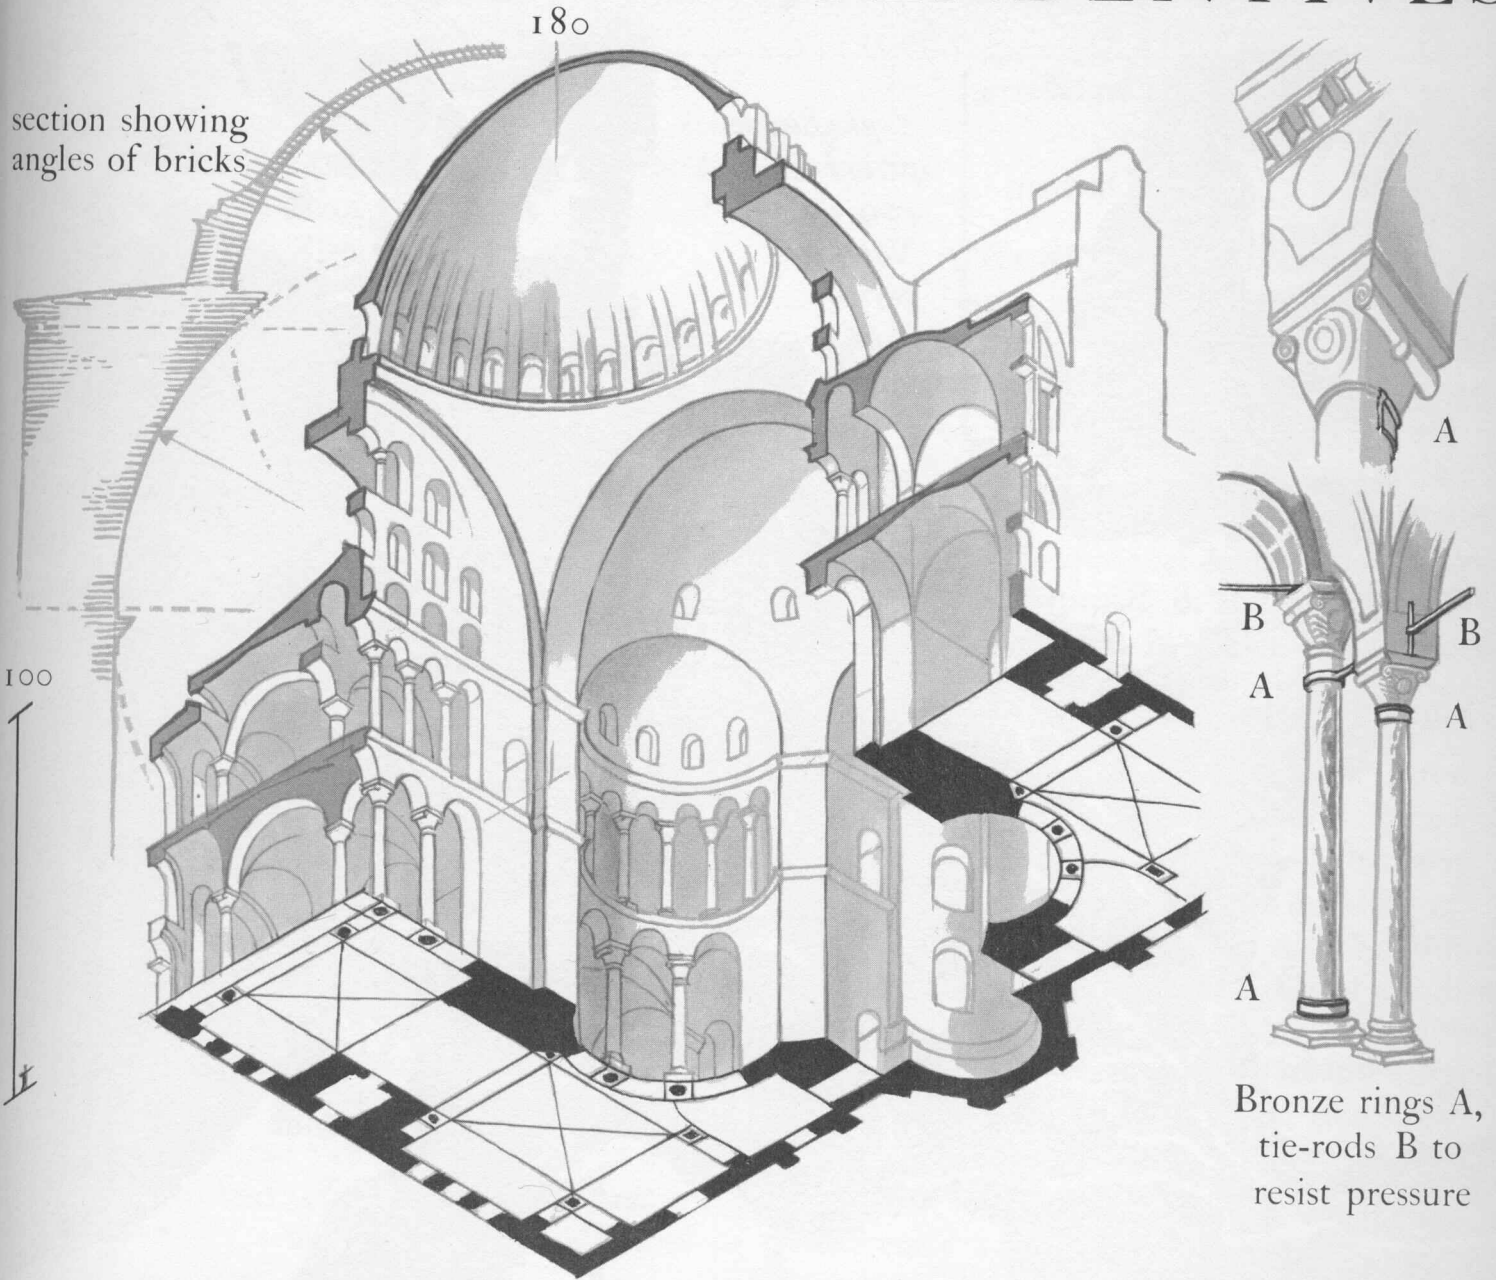 180
section showing
angles of bricks
A
B
B
A
A
100
A
Bronze rings A,
tie-rods B to
resist pressure